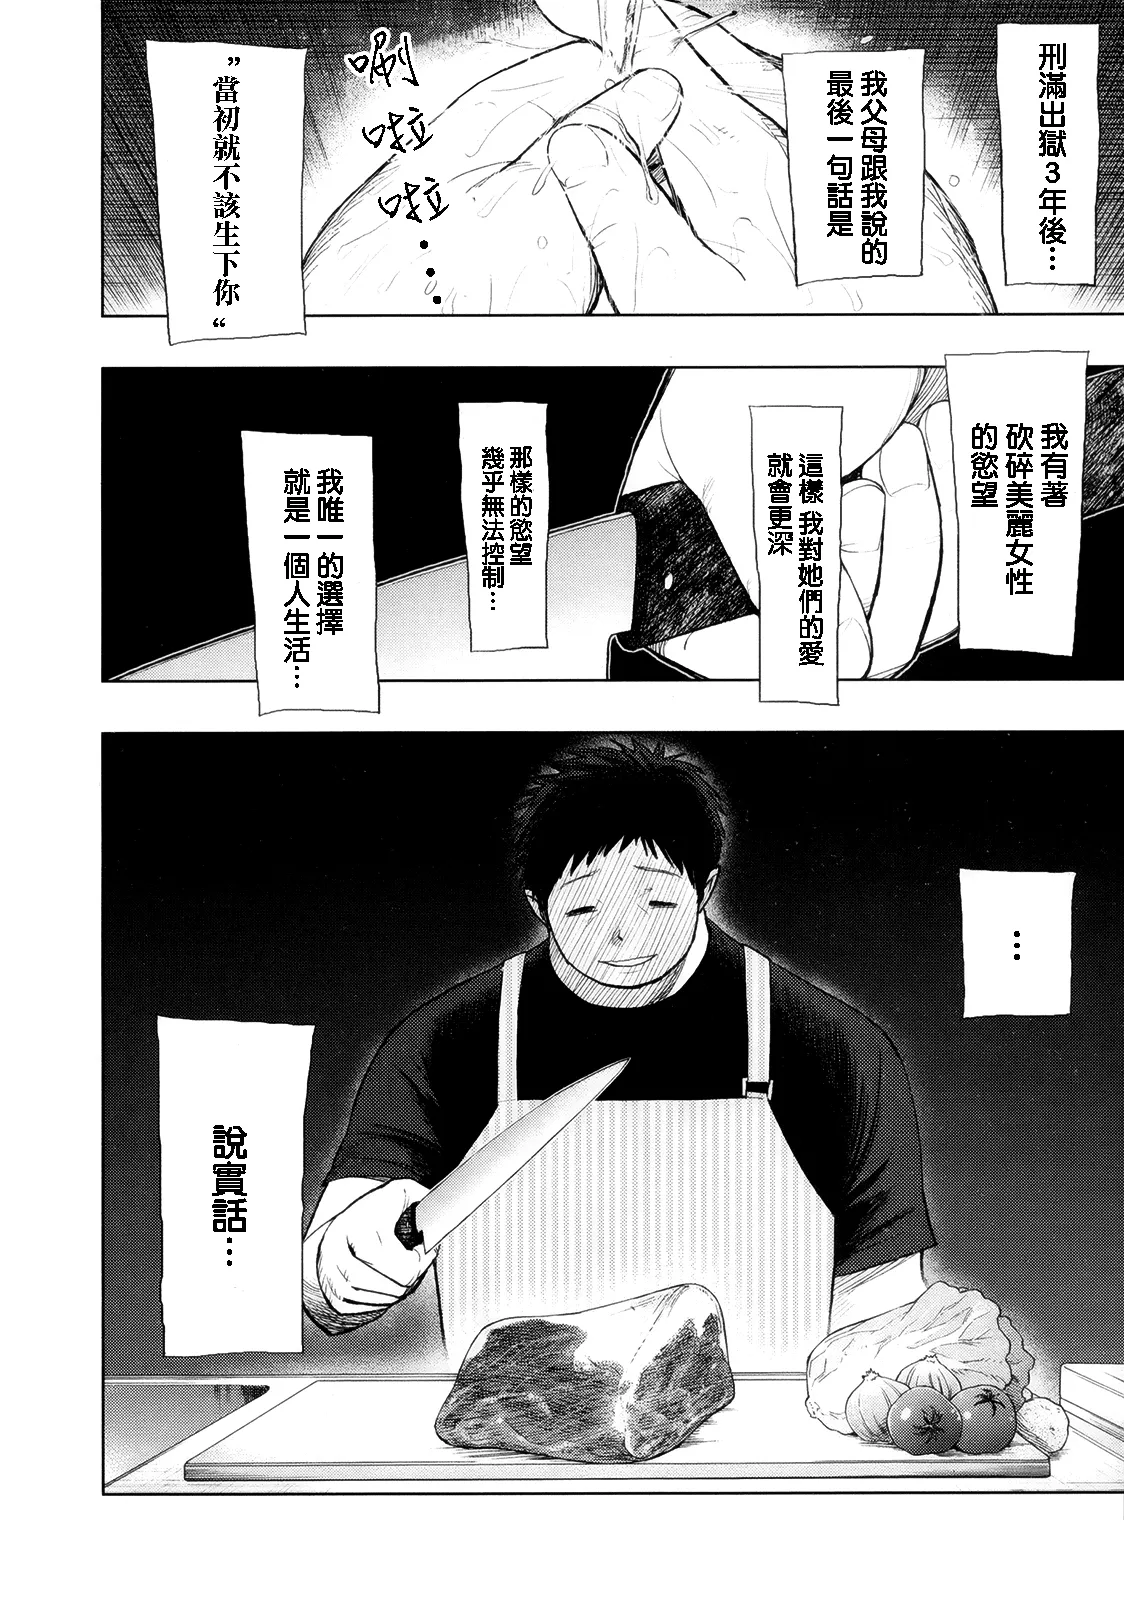 刑滿出獄3年後…
我父母跟我說的
最後一句話是
唰
啦
啦
…
”當初就不該生下你“
我有著
砍碎美麗女性
的慾望
這樣 我對她們的愛
就會更深
那樣的慾望
幾乎無法控制…
我唯一的選擇
就是一個人生活…
…
說實話…